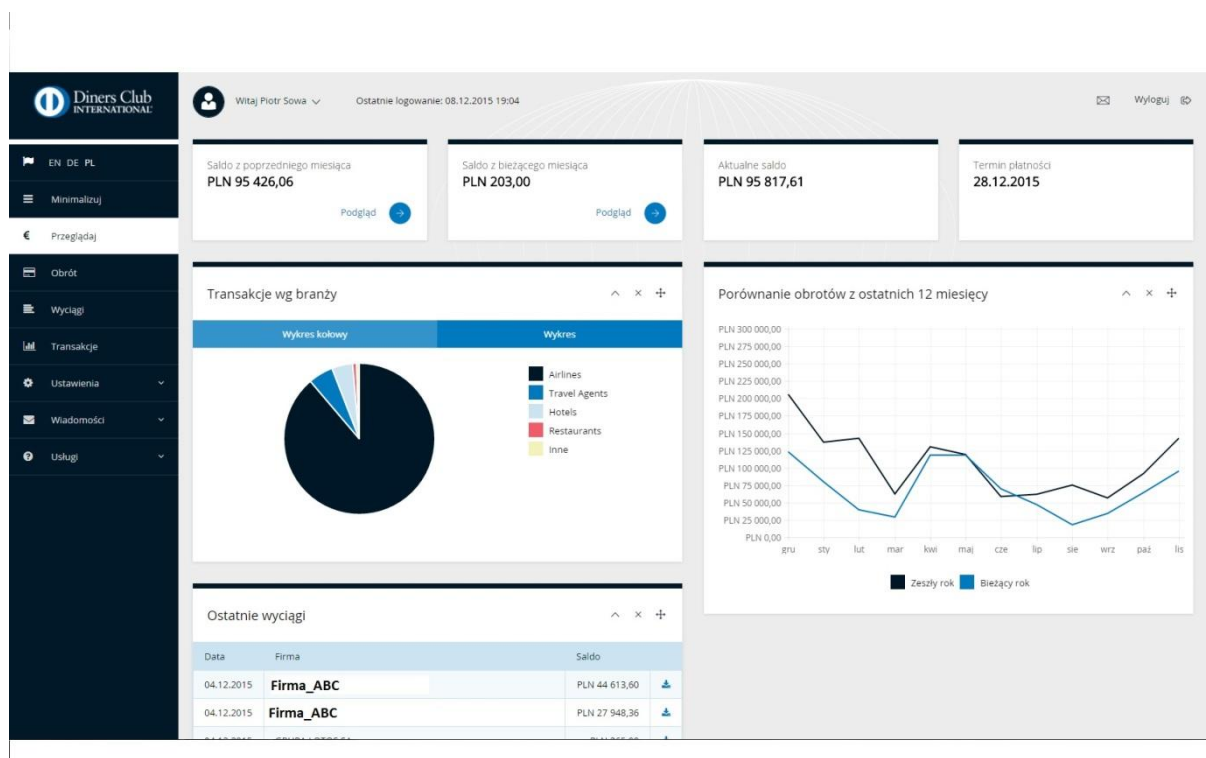 Diners Club
INTERNATIONAL
Witaj Piotr Sowa
Ostatnie logowanie: 08.12.2015 19:04
Wyloguj
EN DE PL
Minimalizuj
Przeglądaj
Obrót
Wyciągi
Transakcje
Ustawienia
Wiadomości
Usługi
Saldo z poprzedniego miesiąca
PLN 95 426,06
Podgląd
Saldo z bieżącego miesiąca
PLN 203,00
Podgląd
Aktualne saldo
PLN 95 817,61
Termin płatności
28.12.2015
Transakcje wg branży
Wykres kołowy
Wykres
Airlines
Travel Agents
Hotels
Restaurants
Inne
Porównanie obrotów z ostatnich 12 miesięcy
PLN 300 000,00
PLN 275 000,00
PLN 250 000,00
PLN 225 000,00
PLN 200 000,00
PLN 175 000,00
PLN 150 000,00
PLN 125 000,00
PLN 100 000,00
PLN 75 000,00
PLN 50 000,00
PLN 25 000,00
PLN 0,00
gru sty lut mar kwi maj cze lip sie wrz paź lis
Zeszły rok Bieżący rok
Ostatnie wyciągi
Data Firma Saldo
04.12.2015 Firma_ABC PLN 44 613,60
04.12.2015 Firma_ABC PLN 27 948,36